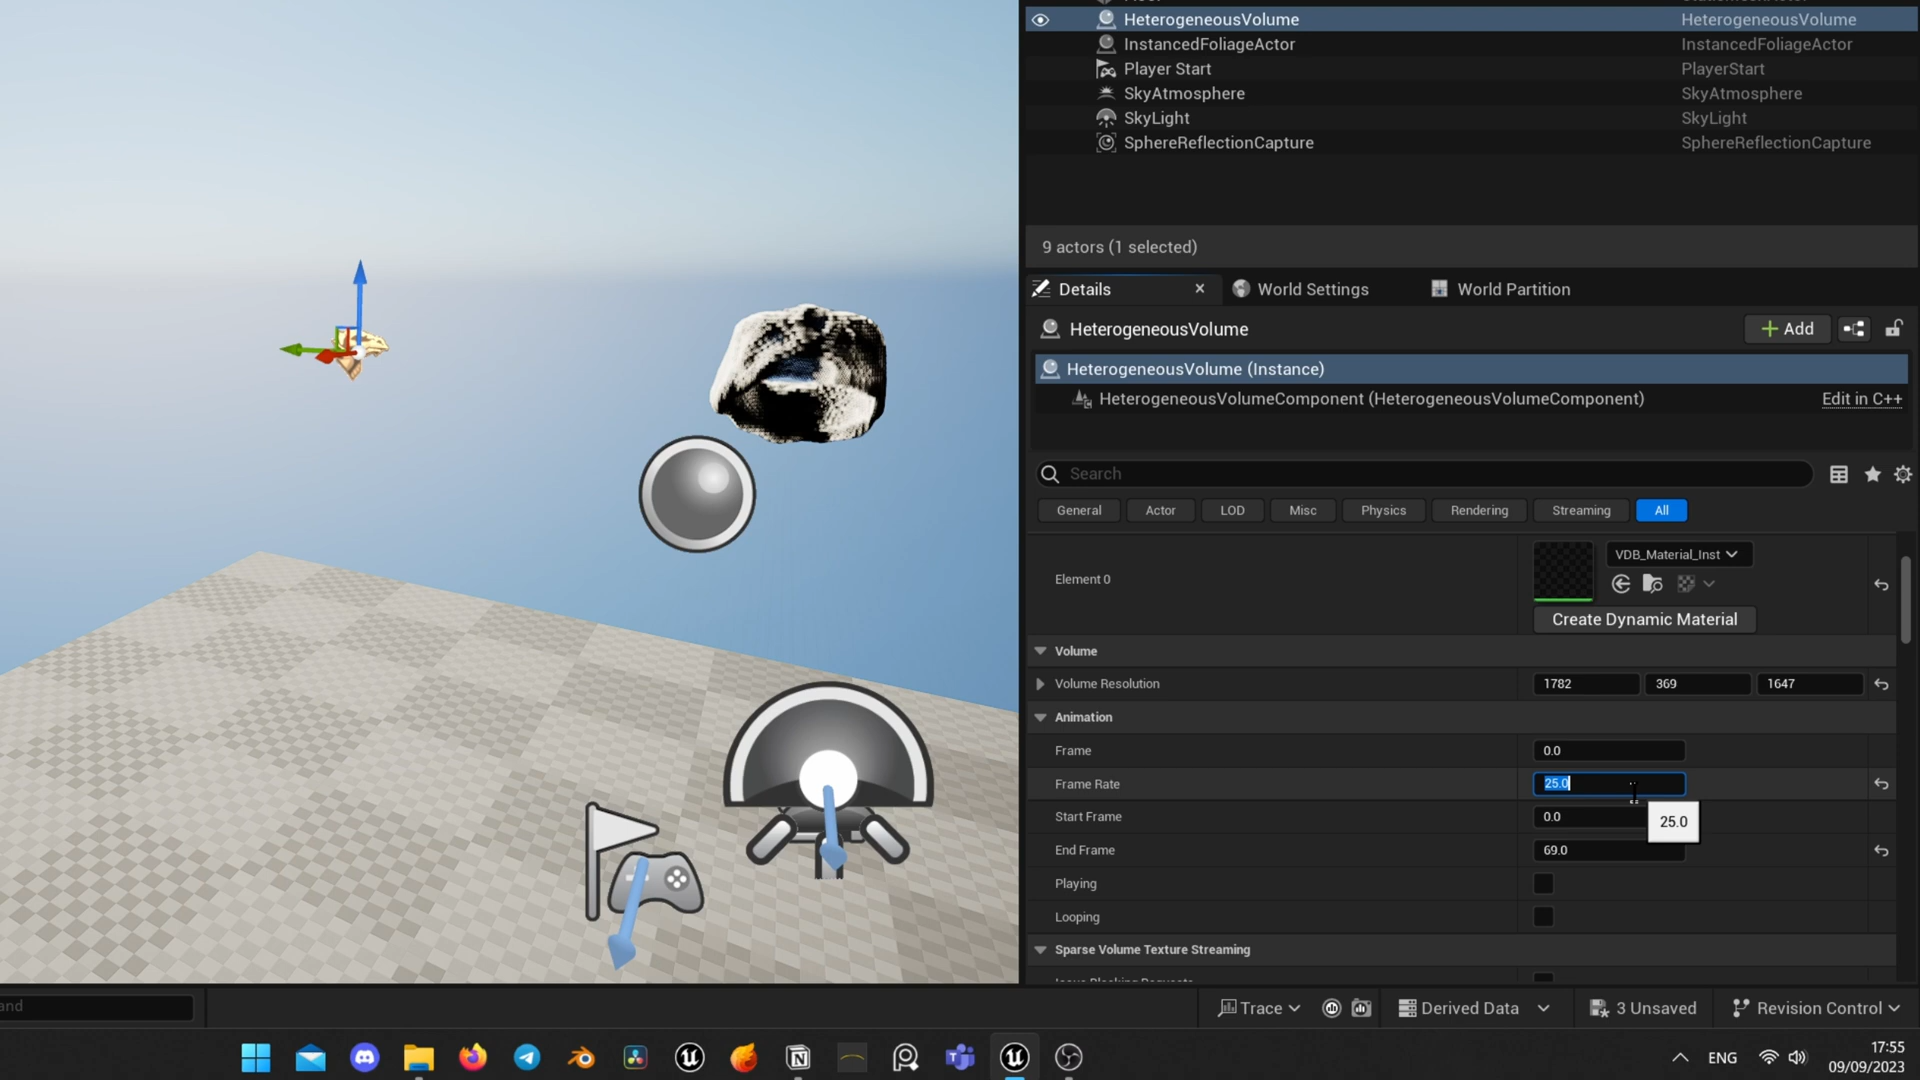 HeterogeneousVolume HeterogeneousVolume
InstancedFoliageActor InstancedFoliageActor
Player Start PlayerStart
SkyAtmosphere SkyAtmosphere
SkyLight SkyLight
SphereReflectionCapture SphereReflectionCapture
9 actors (1 selected)
Details World Settings World Partition
HeterogeneousVolume Add
HeterogeneousVolume (Instance)
HeterogeneousVolumeComponent (HeterogeneousVolumeComponent) Edit in C++
Search
General Actor LOD Misc Physics Rendering Streaming All
VDB_Material_Inst
Element 0
Create Dynamic Material
Volume
Volume Resolution 1782 369 1647
Animation
Frame 0.0
Frame Rate 25.0
Start Frame 0.0
25.0
End Frame 69.0
Playing
Looping
Sparse Volume Texture Streaming
and Trace Derived Data 3 Unsaved Revision Control
ENG
17:55
09/09/2023